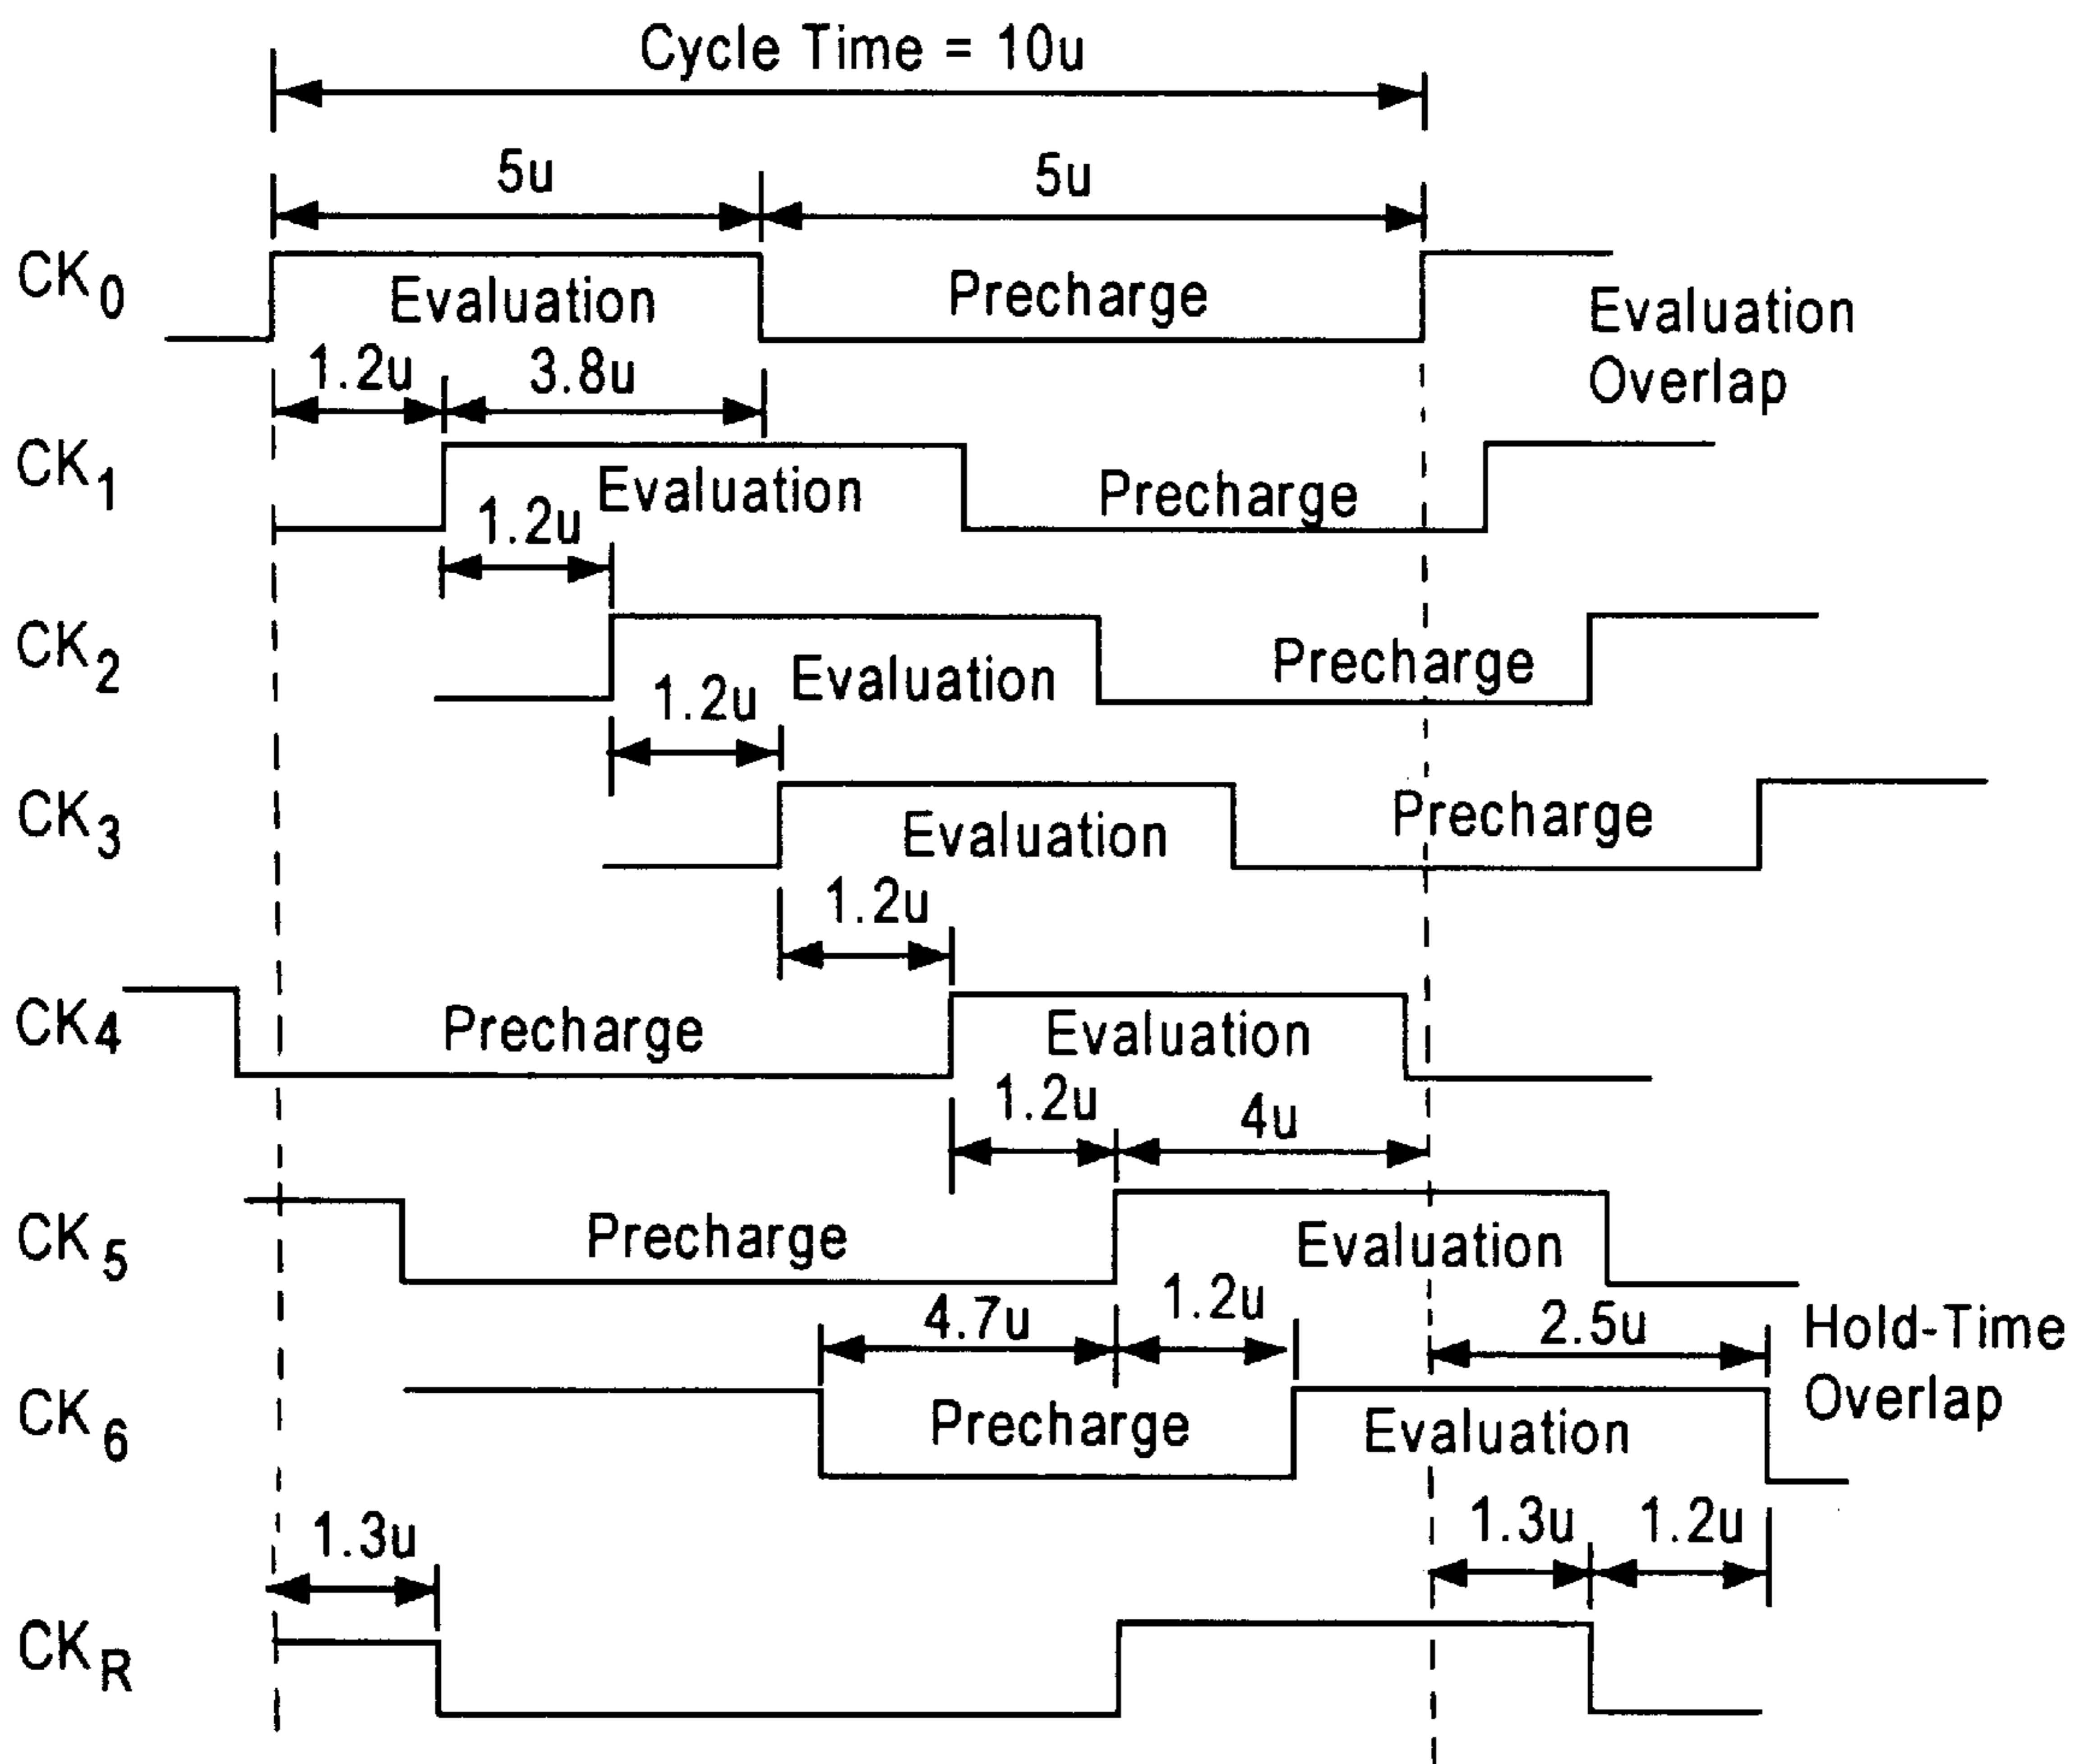 Cycle Time = 10u
5u 5u
CK0 Evaluation Precharge Evaluation
Overlap
1.2u 3.8u
CK1 Evaluation Precharge
1.2u
CK2 Evaluation Precharge
1.2u
CK3 Evaluation Precharge
1.2u
CK4 Precharge Evaluation
1.2u 4u
CK5 Precharge Evaluation
4.7u 1.2u 2.5u Hold-Time
Overlap
CK6 Precharge Evaluation
1.3u 1.3u 1.2u
CKR